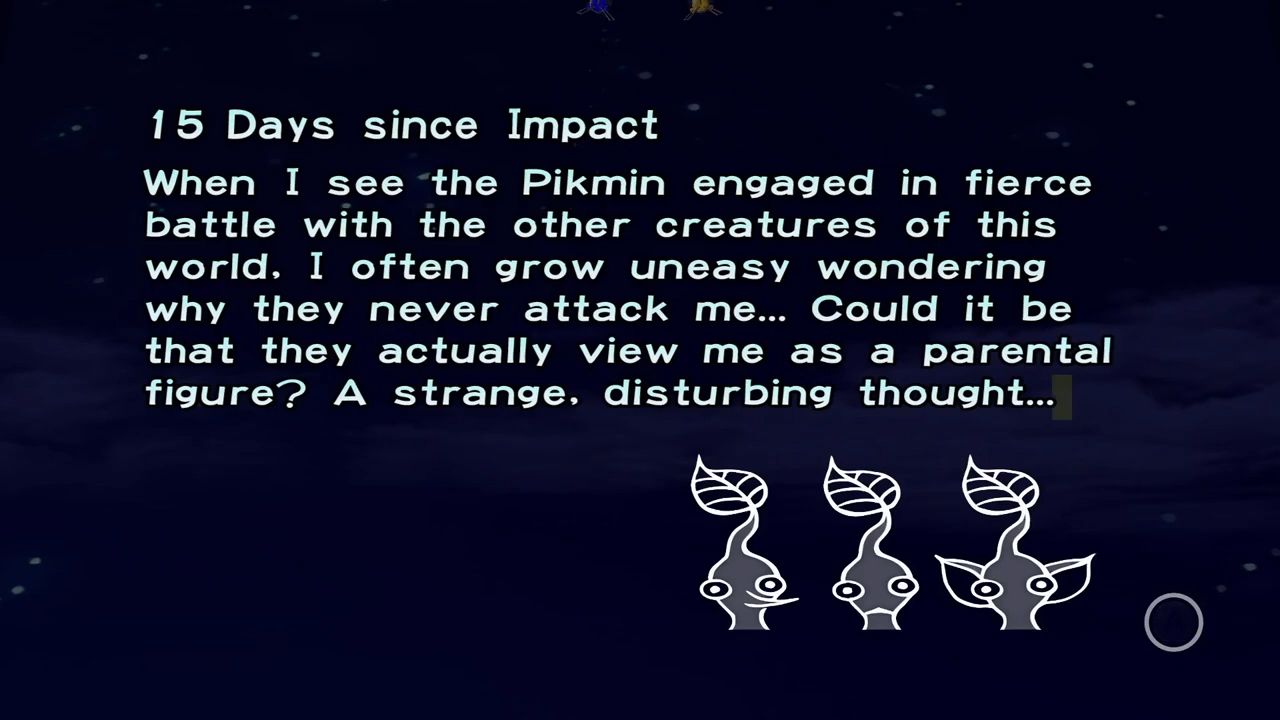 15 Days since Impact
When I see the Pikmin engaged in fierce
battle with the other creatures of this
world, I often grow uneasy wondering
why they never attack me... Could it be
that they actually view me as a parental
figure? A strange, disturbing thought...